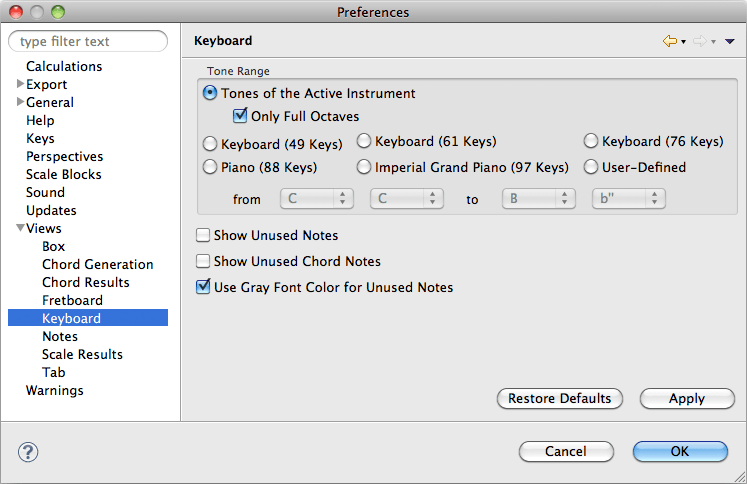 Preferences
type filter text
Calculations
Export
General
Help
Keys
Perspectives
Scale Blocks
Sound
Updates
Views
Box
Chord Generation
Chord Results
Fretboard
Keyboard
Notes
Scale Results
Tab
Warnings
Keyboard
Tone Range
Tones of the Active Instrument
Only Full Octaves
Keyboard (49 Keys) Keyboard (61 Keys) Keyboard (76 Keys)
Piano (88 Keys) Imperial Grand Piano (97 Keys) User-Defined
from C C to B b"
Show Unused Notes
Show Unused Chord Notes
Use Gray Font Color for Unused Notes
Restore Defaults Apply
? Cancel OK